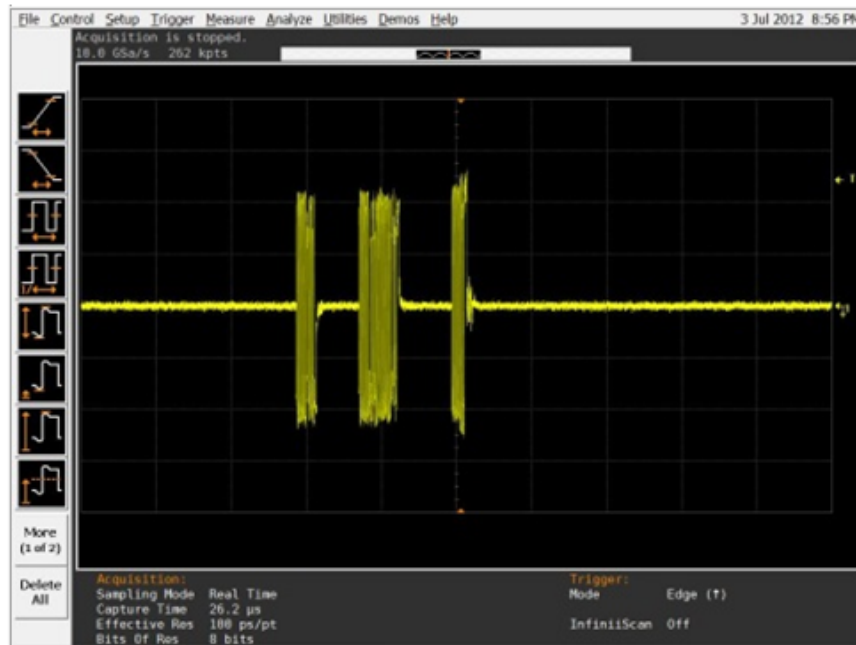 File Control Setup Trigger Measure Analyze Utilities Demos Help 3 Jul 2012 8:56 PM
Acquisition is stopped.
10.0 GSa/s 262 kpts
More
(1 of 2)
Delete
All
Acquisition:
Sampling Mode Real Time
Capture Time 26.2 µs
Effective Res 100 ps/pt
Bits Of Res 8 bits
Trigger:
Mode Edge (↑)
InfiniiScan Off